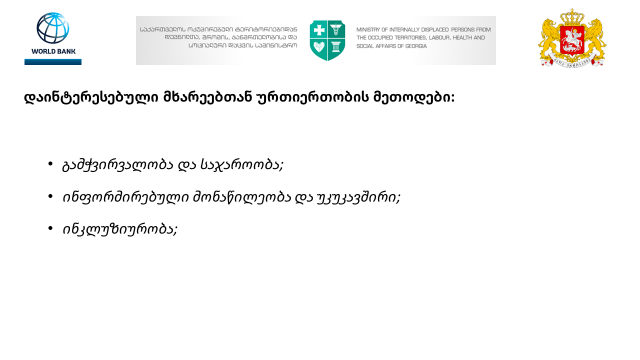 WORLD BANK
საქართველოს ოკუპირებული ტერიტორიებიდან
დევნილთა, შრომის, ჯანმრთელობისა და
სოციალური დაცვის სამინისტრო
MINISTRY OF INTERNALLY DISPLACED PERSONS FROM
THE OCCUPIED TERRITORIES, LABOUR, HEALTH AND
SOCIAL AFFAIRS OF GEORGIA
დაინტერესებული მხარეებთან ურთიერთობის მეთოდები:
• გამჭვირვალობა და საჯაროობა;
• ინფორმირებული მონაწილეობა და უკუკავშირი;
• ინკლუზიურობა;